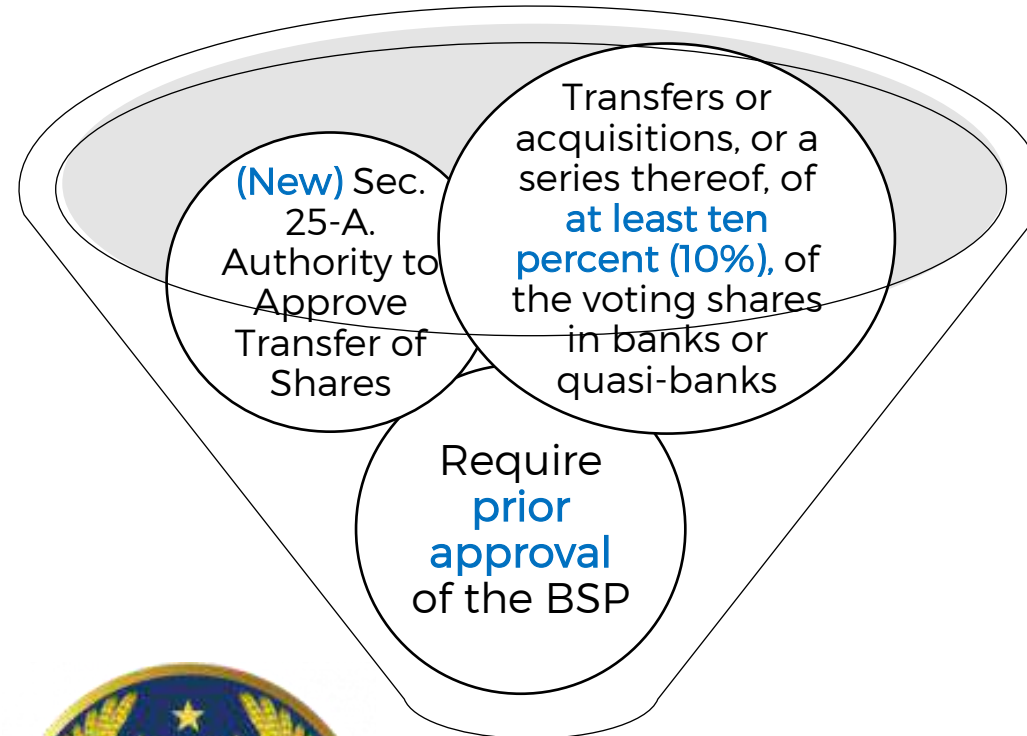 (New) Sec.
25-A.
Authority to
Approve
Transfer of
Shares
Transfers or
acquisitions, or a
series thereof, of
at least ten
percent (10%), of
the voting shares
in banks or
quasi-banks
Require
prior
approval
of the BSP